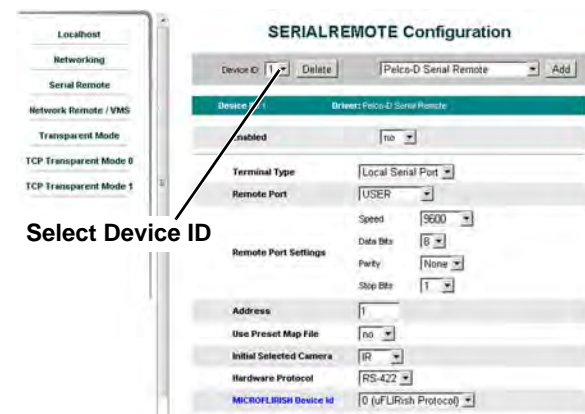 Localhost
Networking
Serial Remote
Network Remote / VMS
Transparent Mode
TCP Transparent Mode 0
TCP Transparent Mode 1
SERIALREMOTE Configuration
Device ID 1 Delete Pelco-D Serial Remote Add
Driver: Pelco-D Serial Remote
Enabled no
Terminal Type Local Serial Port
Remote Port USER
Select Device ID
Remote Port Settings
Speed 9600
Data Bits 8
Parity None
Stop Bits 1
Address 1
Use Preset Map File no
Initial Selected Camera IR
Hardware Protocol RS-422
MICROFLIRISH Device Id 0 (uFLIRish Protocol)